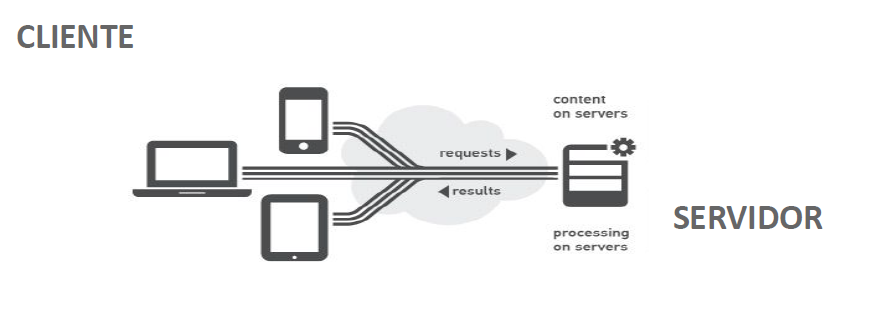 CLIENTE
content
on servers
requests
results
SERVIDOR
processing
on servers